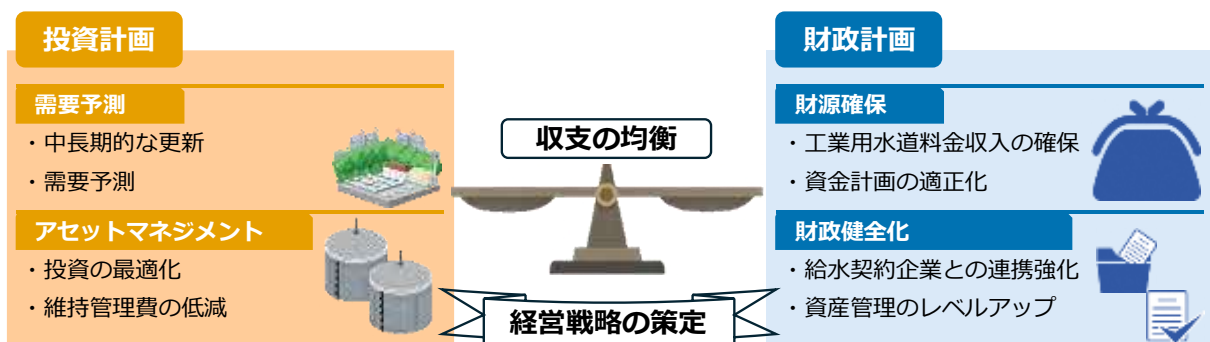 投資計画
需要予測
・中長期的な更新
・需要予測
アセットマネジメント
・投資の最適化
・維持管理費の低減
収支の均衡
経営戦略の策定
財政計画
財源確保
・工業用水道料金収入の確保
・資金計画の適正化
財政健全化
・給水契約企業との連携強化
・資産管理のレベルアップ